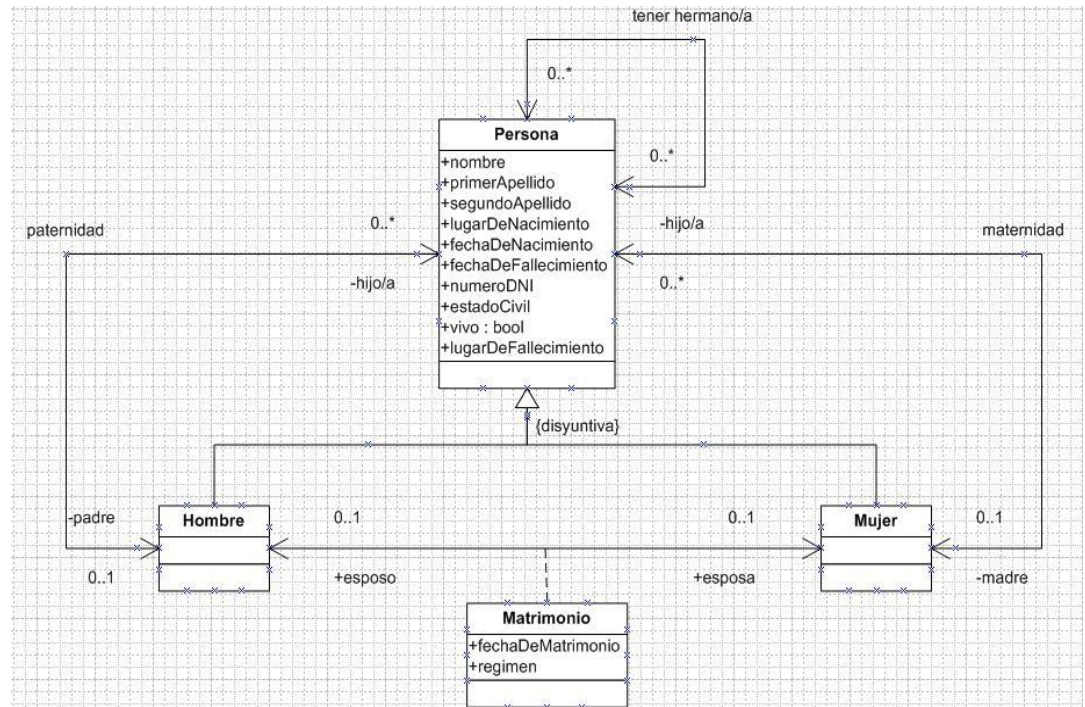 tener hermano/a
0..*
Persona
0..*
+nombre
+primerApellido
+segundoApellido
+lugarDeNacimiento
+fechaDeNacimiento
+fechaDeFallecimiento
+numeroDNI
+estadoCivil
+vivo : bool
+lugarDeFallecimiento
paternidad
0..*
-hijo/a
-hijo/a
maternidad
0..*
{disyuntiva}
-padre
Hombre
0..1
0..1
Mujer
0..1
0..1
+esposo
+esposa
-madre
Matrimonio
+fechaDeMatrimonio
+regimen